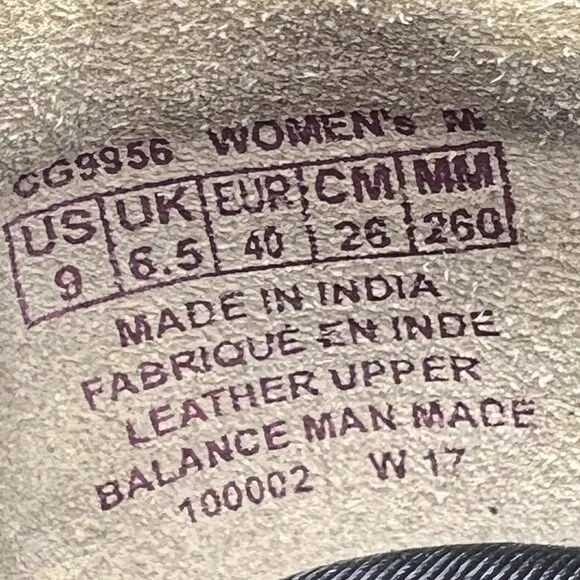 CG9956 WOMEN's M
US UK EUR CM MM
9 6.5 40 26 260
MADE IN INDIA
FABRIQUE EN INDE
LEATHER UPPER
BALANCE MAN MADE
100002 W 17